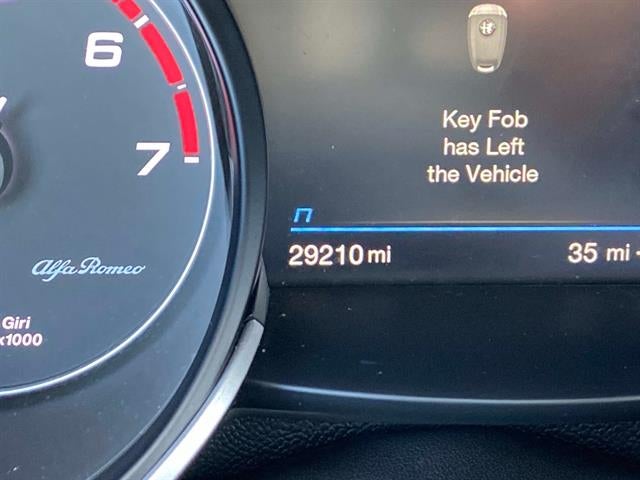 6
7
Alfa Romeo
Giri
x1000
Key Fob
has Left
the Vehicle
n
29210 mi
35 mi